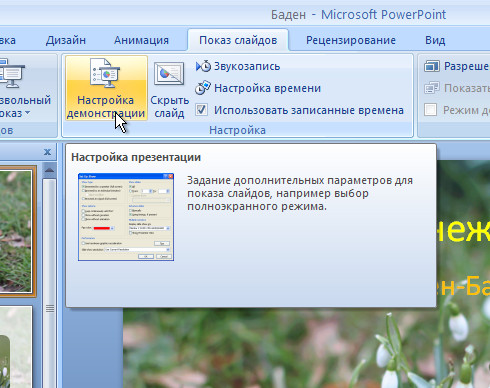 Баден - Microsoft PowerPoint
вка Дизайн Анимация Показ слайдов Рецензирование Вид
звольный
оказ
Настройка
демонстрации
Скрыть
слайд
Звукозапись
Настройка времени
Использовать записанные времена
Разреше
Показать
Режим до
ов
Настройка
Настройка презентации
Задание дополнительных параметров для
показа слайдов, например выбор
полноэкранного режима.
неж
ен-Ба